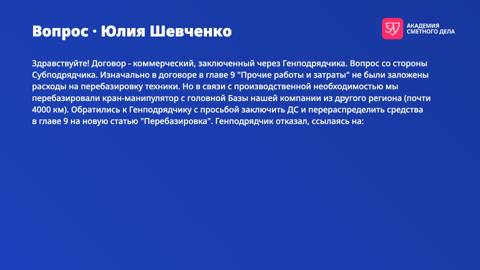 Вопрос · Юлия Шевченко
АКАДЕМИЯ
СМЕТНОГО ДЕЛА
Здравствуйте! Договор - коммерческий, заключенный через Генподрядчика. Вопрос со стороны
Субподрядчика. Изначально в договоре в главе 9 "Прочие работы и затраты" не были заложены
расходы на перебазировку техники. Но в связи с производственной необходимостью мы
перебазировали кран-манипулятор с головной Базы нашей компании из другого региона (почти
4000 км). Обратились к Генподрядчику с просьбой заключить ДС и перераспределить средства
в главе 9 на новую статью "Перебазировка". Генподрядчик отказал, ссылаясь на: